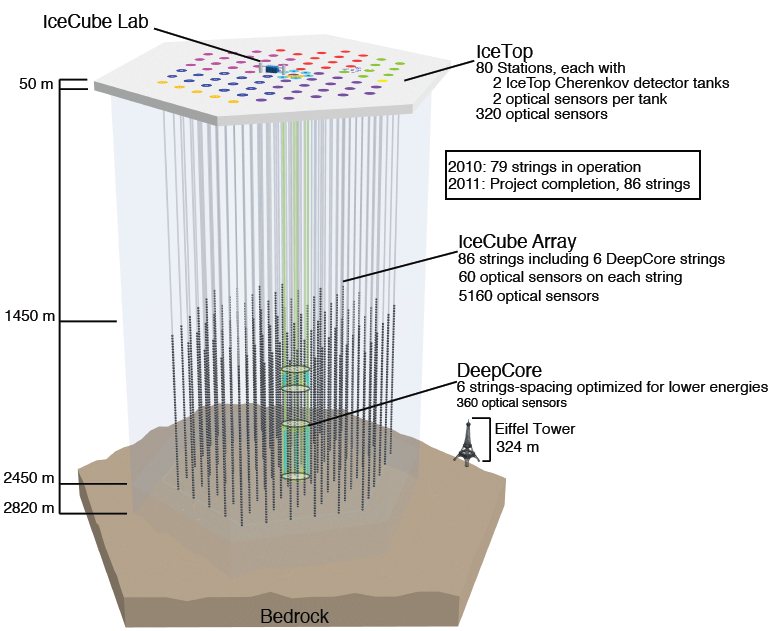 IceCube Lab
IceTop
80 Stations, each with
2 IceTop Cherenkov detector tanks
2 optical sensors per tank
320 optical sensors
50 m
2010: 79 strings in operation
2011: Project completion, 86 strings
IceCube Array
86 strings including 6 DeepCore strings
60 optical sensors on each string
5160 optical sensors
1450 m
DeepCore
6 strings-spacing optimized for lower energies
360 optical sensors
Eiffel Tower
324 m
2450 m
2820 m
Bedrock